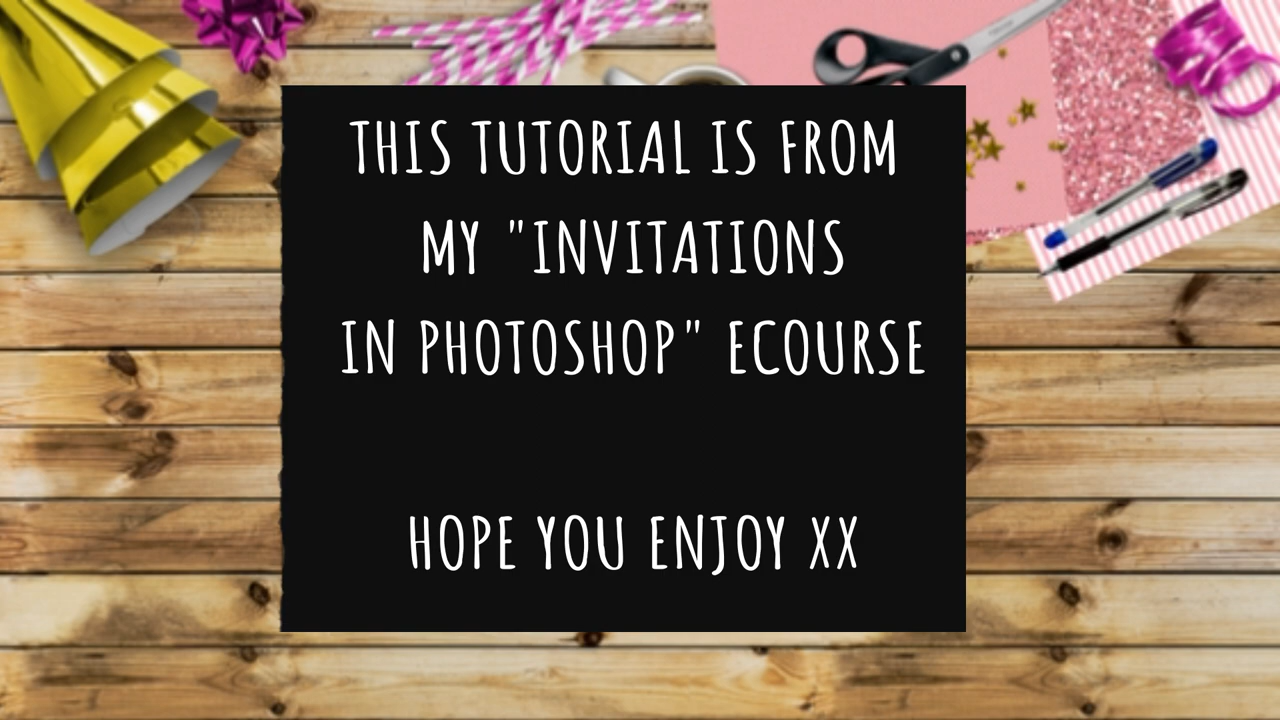 THIS TUTORIAL IS FROM
MY "INVITATIONS
IN PHOTOSHOP" ECOURSE
HOPE YOU ENJOY XX